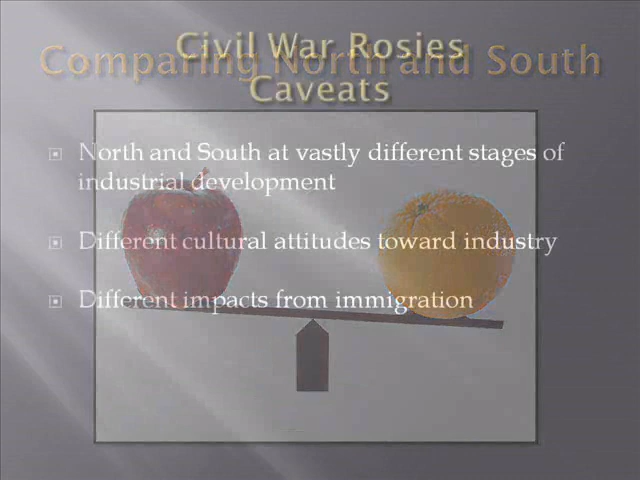 Civil War Rosies
Comparing North and South
Caveats
North and South at vastly different stages of
industrial development
Different cultural attitudes toward industry
Different impacts from immigration